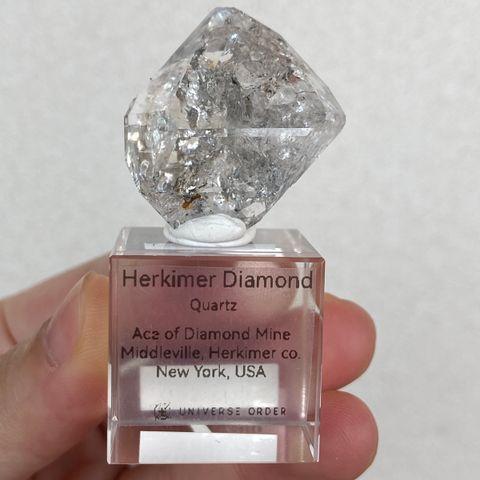 Herkimer Diamond
Quartz
Ace of Diamond Mine
Middleville, Herkimer co.
New York, USA
UNIVERSE ORDER